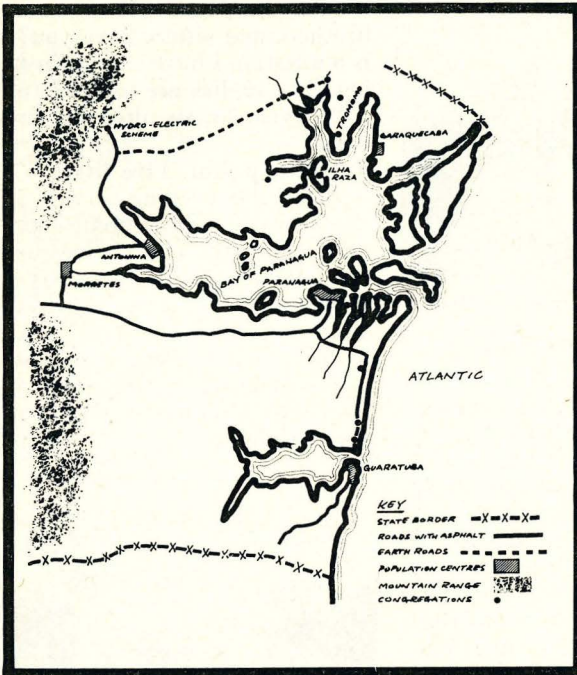 HYDRO-ELECTRIC
SCHEME
STROMBAO
GARAQUECABA
ILHA
RAZA
ANTONINA
BAY OF PARANAGUA
MORRETES
PARANAGUA
ATLANTIC
GUARATUBA
KEY
STATE BORDER
ROADS WITH ASPHALT
EARTH ROADS
POPULATION CENTRES
MOUNTAIN RANGE
CONGREGATIONS